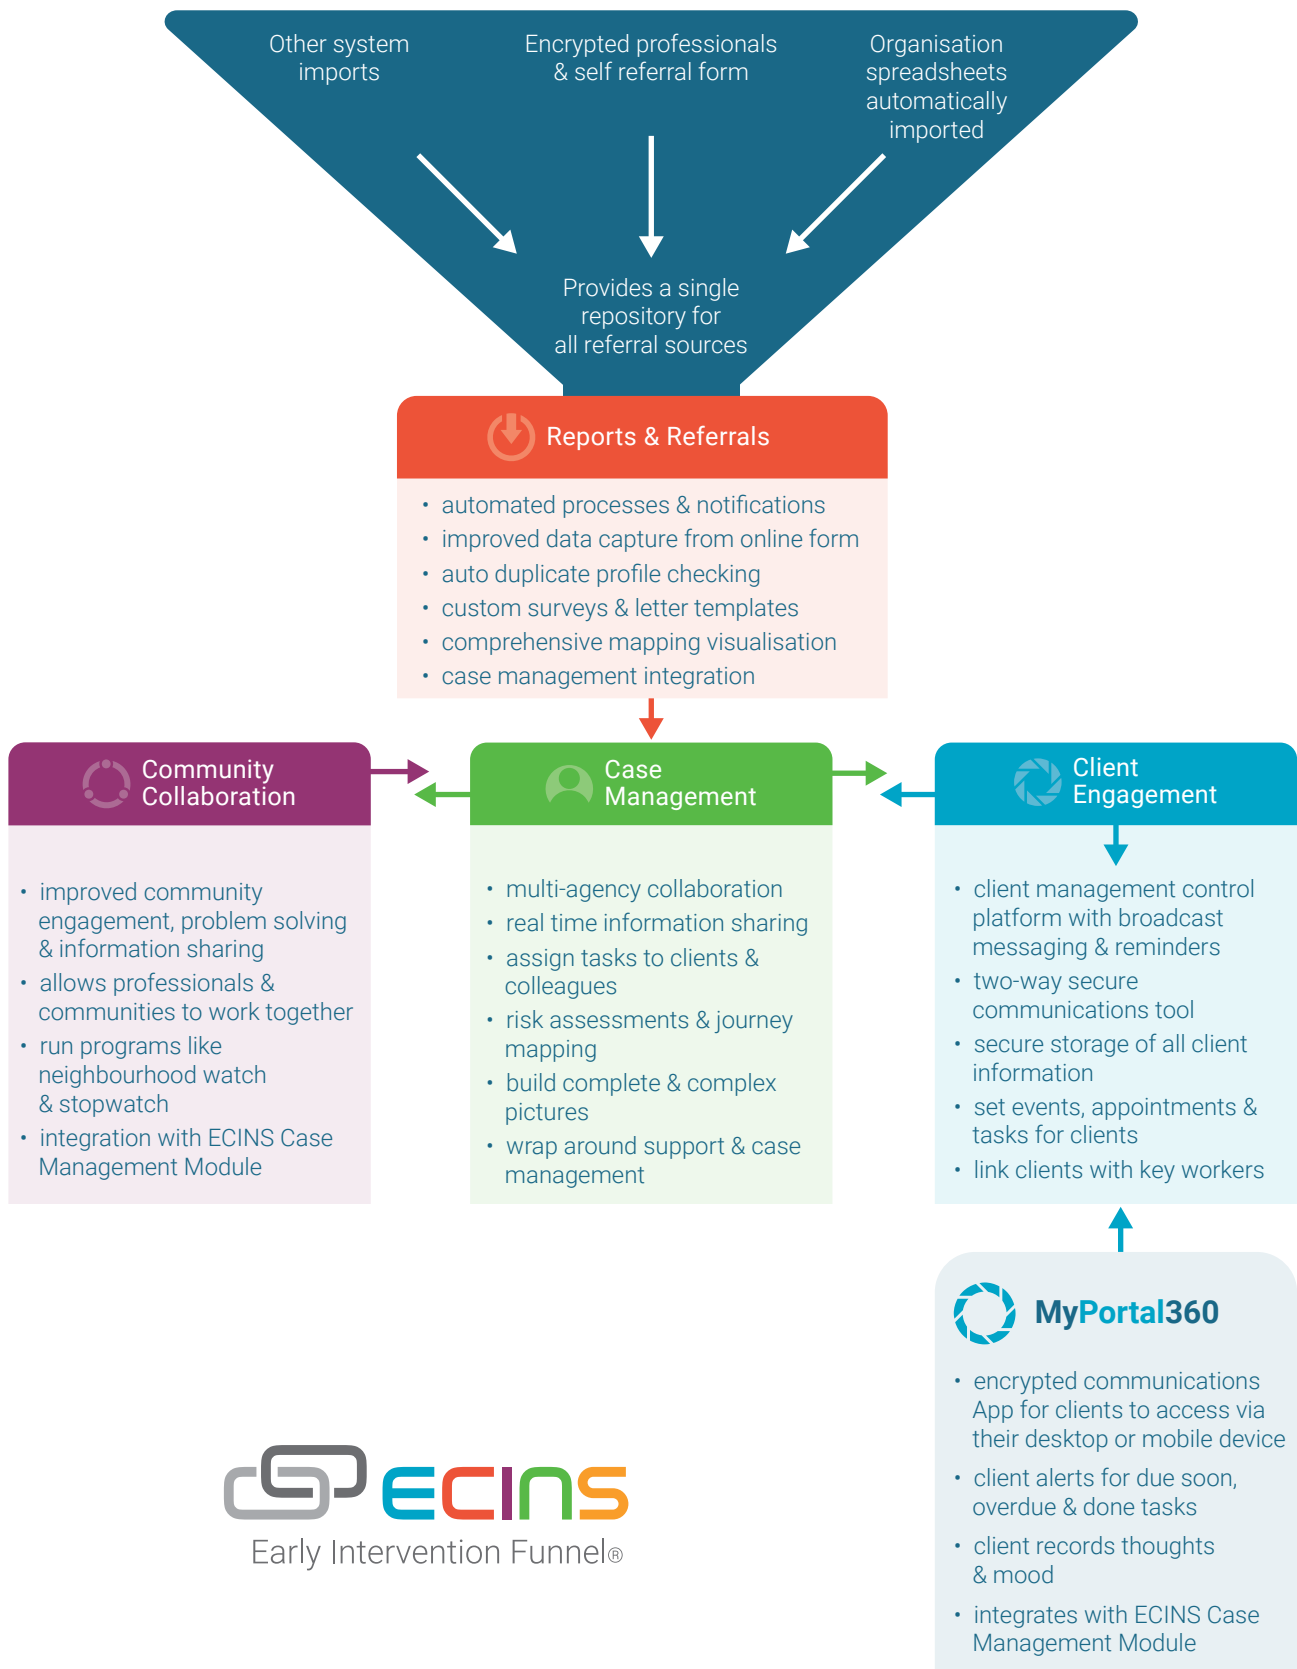 Other system
imports
Encrypted professionals
& self referral form
Organisation
spreadsheets
automatically
imported
Provides a single
repository for
all referral sources
Reports & Referrals
• automated processes & notifications
• improved data capture from online form
• auto duplicate profile checking
• custom surveys & letter templates
• comprehensive mapping visualisation
• case management integration
Community
Collaboration
• improved community
engagement, problem solving
& information sharing
• allows professionals &
communities to work together
• run programs like
neighbourhood watch
& stopwatch
• integration with ECINS Case
Management Module
Case
Management
• multi-agency collaboration
• real time information sharing
• assign tasks to clients &
colleagues
• risk assessments & journey
mapping
• build complete & complex
pictures
• wrap around support & case
management
Client
Engagement
• client management control
platform with broadcast
messaging & reminders
• two-way secure
communications tool
• secure storage of all client
information
• set events, appointments &
tasks for clients
• link clients with key workers
MyPortal360
• encrypted communications
App for clients to access via
their desktop or mobile device
• client alerts for due soon,
overdue & done tasks
• client records thoughts
& mood
• integrates with ECINS Case
Management Module
ECINS
Early Intervention Funnel®